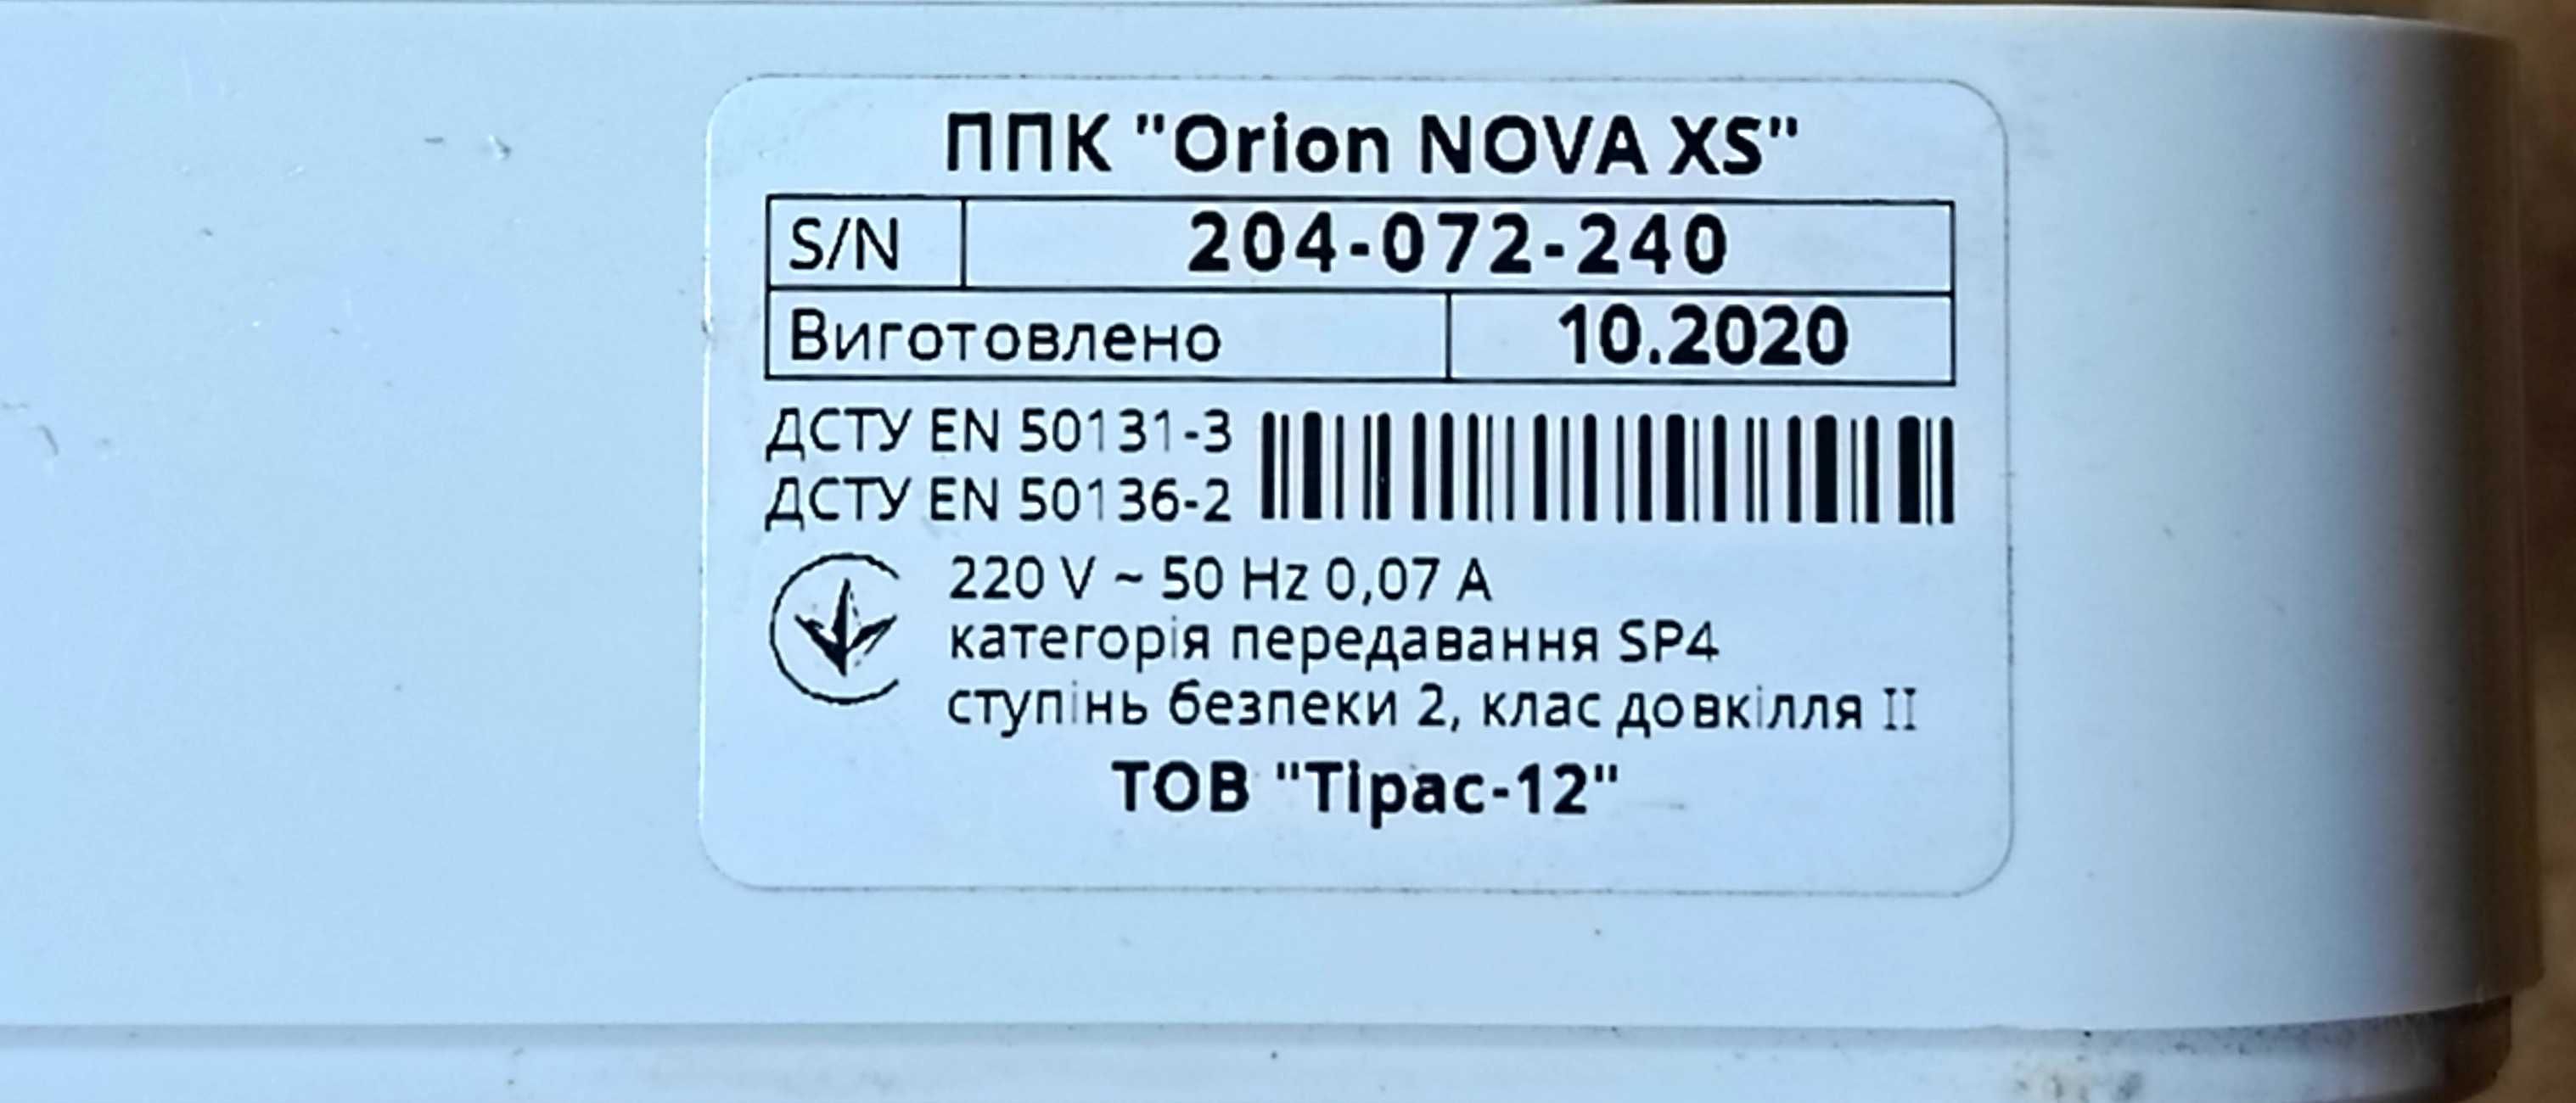 ППК "Orion NOVA XS"
S/N 204-072-240
Виготовлено 10.2020
ДСТУ EN 50131-3
ДСТУ EN 50136-2
220 V ~ 50 Hz 0,07 A
категорія передавання SP4
ступінь безпеки 2, клас довкілля II
ТОВ "Тірас-12"